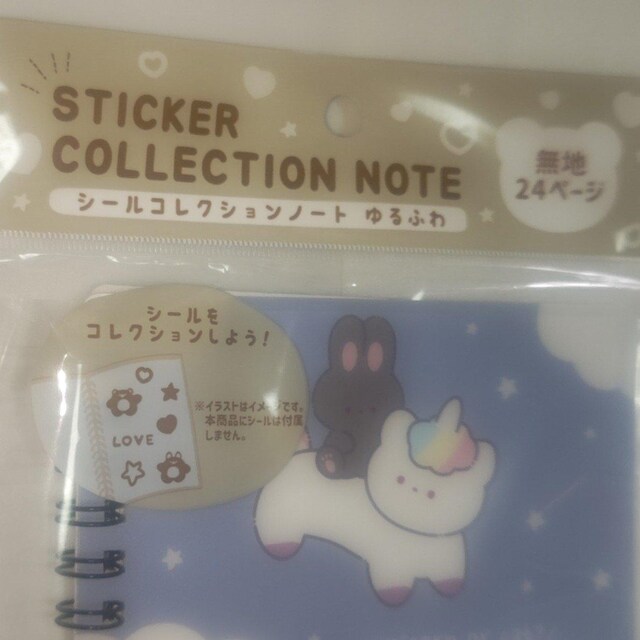 STICKER
COLLECTION NOTE
シールコレクションノート ゆるふわ
無地
24ページ
シールを
コレクションしよう!
※イラストはイメージです。
本商品にシールは付属
しません。
LOVE